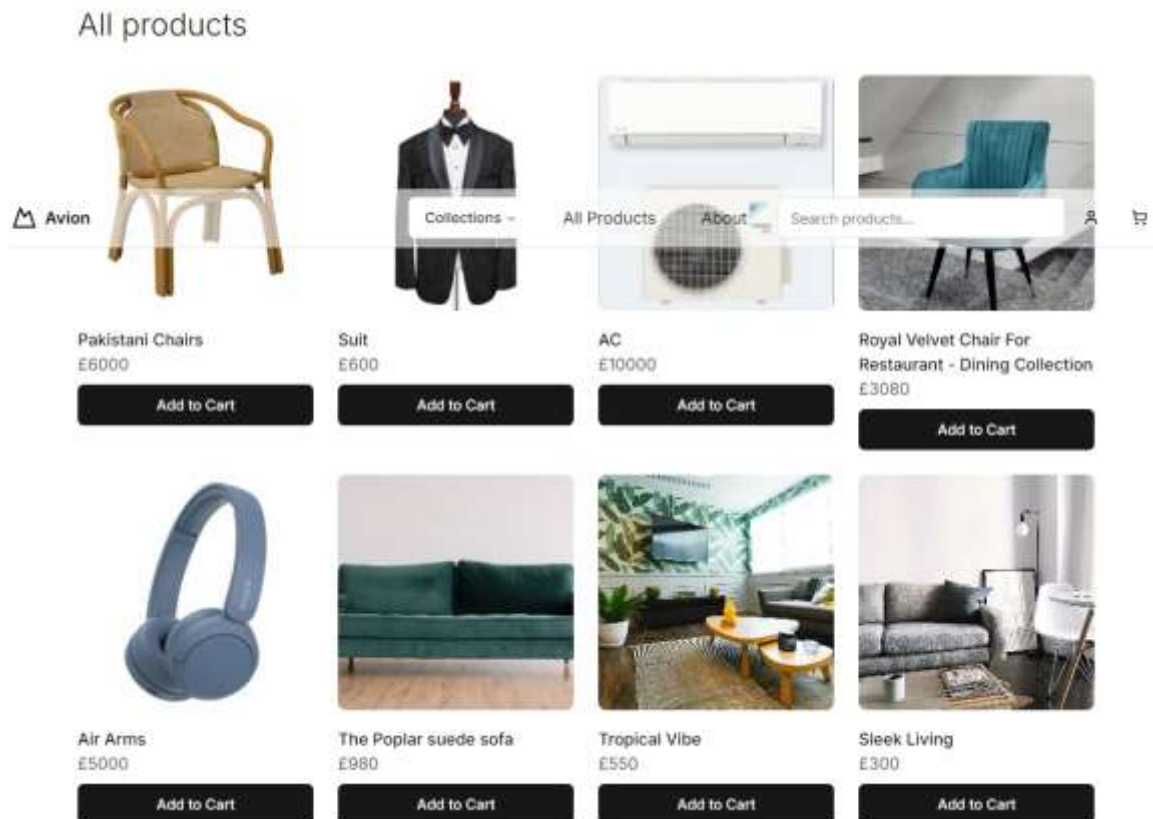 All products
Avion
Collections
All Products
About
Search products...
Pakistani Chairs
£6000
Add to Cart
Suit
£600
Add to Cart
AC
£10000
Add to Cart
Royal Velvet Chair For
Restaurant - Dining Collection
£3080
Add to Cart
Air Arms
£5000
Add to Cart
The Poplar suede sofa
£980
Add to Cart
Tropical Vibe
£550
Add to Cart
Sleek Living
£300
Add to Cart